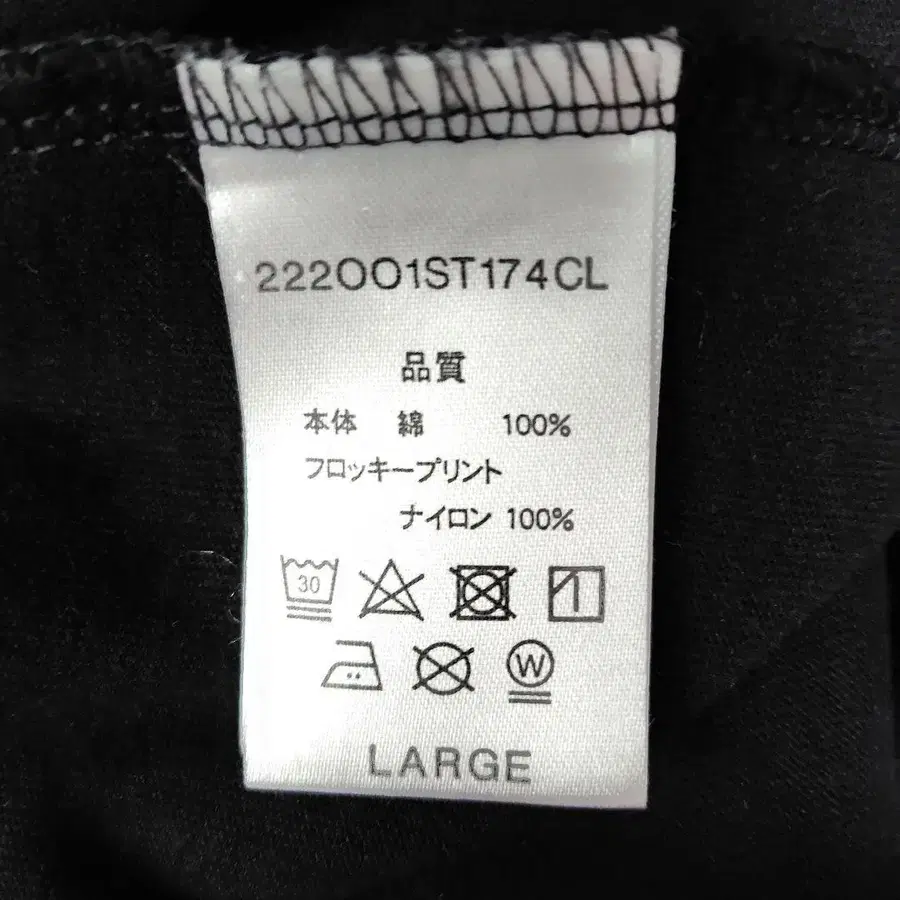 222001ST174CL
品質
本体 綿 100%
フロッキープリント
ナイロン 100%
30
W
LARGE